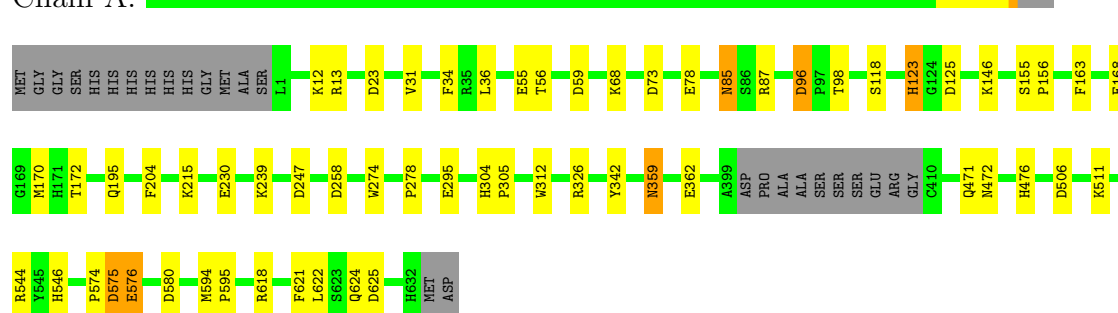 Chain A:
MET GLY GLY SER HIS HIS HIS HIS HIS HIS GLY MET ALA SER L1 K12 R13 D23 V31 F34 R35 L36 E55 T56 D59 K68 D73 E78 N85 S86 R87 D96 P97 T98 S118 H123 G124 D125 K146 S155 P156 F163
G169 M170 H171 T172 Q195 F204 K215 E230 K239 D247 D258 W274 P278 E295 H304 P305 W312 R326 Y342 N359 E362 A399 ASP PRO ALA ALA SER SER SER GLU ARG GLY C410 Q471 N472 H476 D506 K511
R544 Y545 H546 P574 D575 E576 D580 M594 P595 R618 F621 L622 S623 Q624 D625 H632 MET ASP